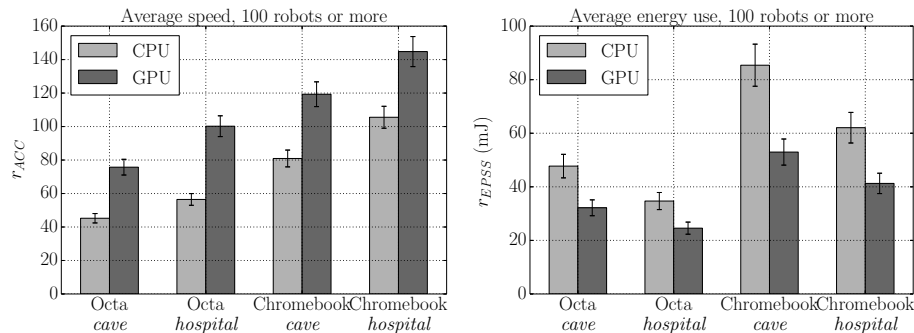 Average speed, 100 robots or more
160
140
120
100
80
60
40
20
0
r_ACC
CPU
GPU
Octa Octa Chromebook Chromebook
cave hospital cave hospital
Average energy use, 100 robots or more
100
80
60
40
20
0
r_EPSS (mJ)
CPU
GPU
Octa Octa Chromebook Chromebook
cave hospital cave hospital